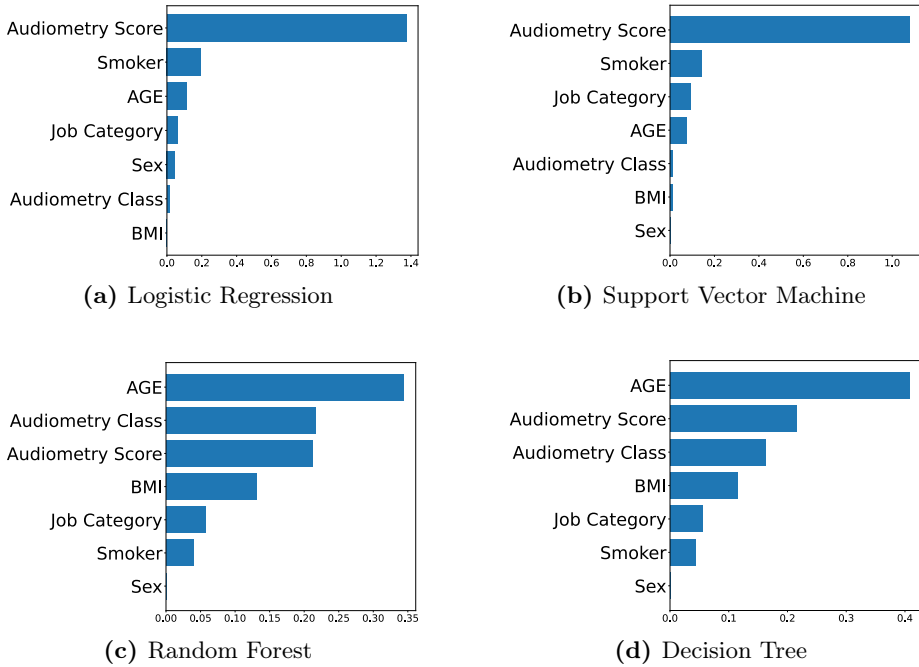 Audiometry Score
Smoker
AGE
Job Category
Sex
Audiometry Class
BMI
0.0 0.2 0.4 0.6 0.8 1.0 1.2 1.4
(a) Logistic Regression
Audiometry Score
Smoker
Job Category
AGE
Audiometry Class
BMI
Sex
0.0 0.2 0.4 0.6 0.8 1.0
(b) Support Vector Machine
AGE
Audiometry Class
Audiometry Score
BMI
Job Category
Smoker
Sex
0.00 0.05 0.10 0.15 0.20 0.25 0.30 0.35
(c) Random Forest
AGE
Audiometry Score
Audiometry Class
BMI
Job Category
Smoker
Sex
0.0 0.1 0.2 0.3 0.4
(d) Decision Tree